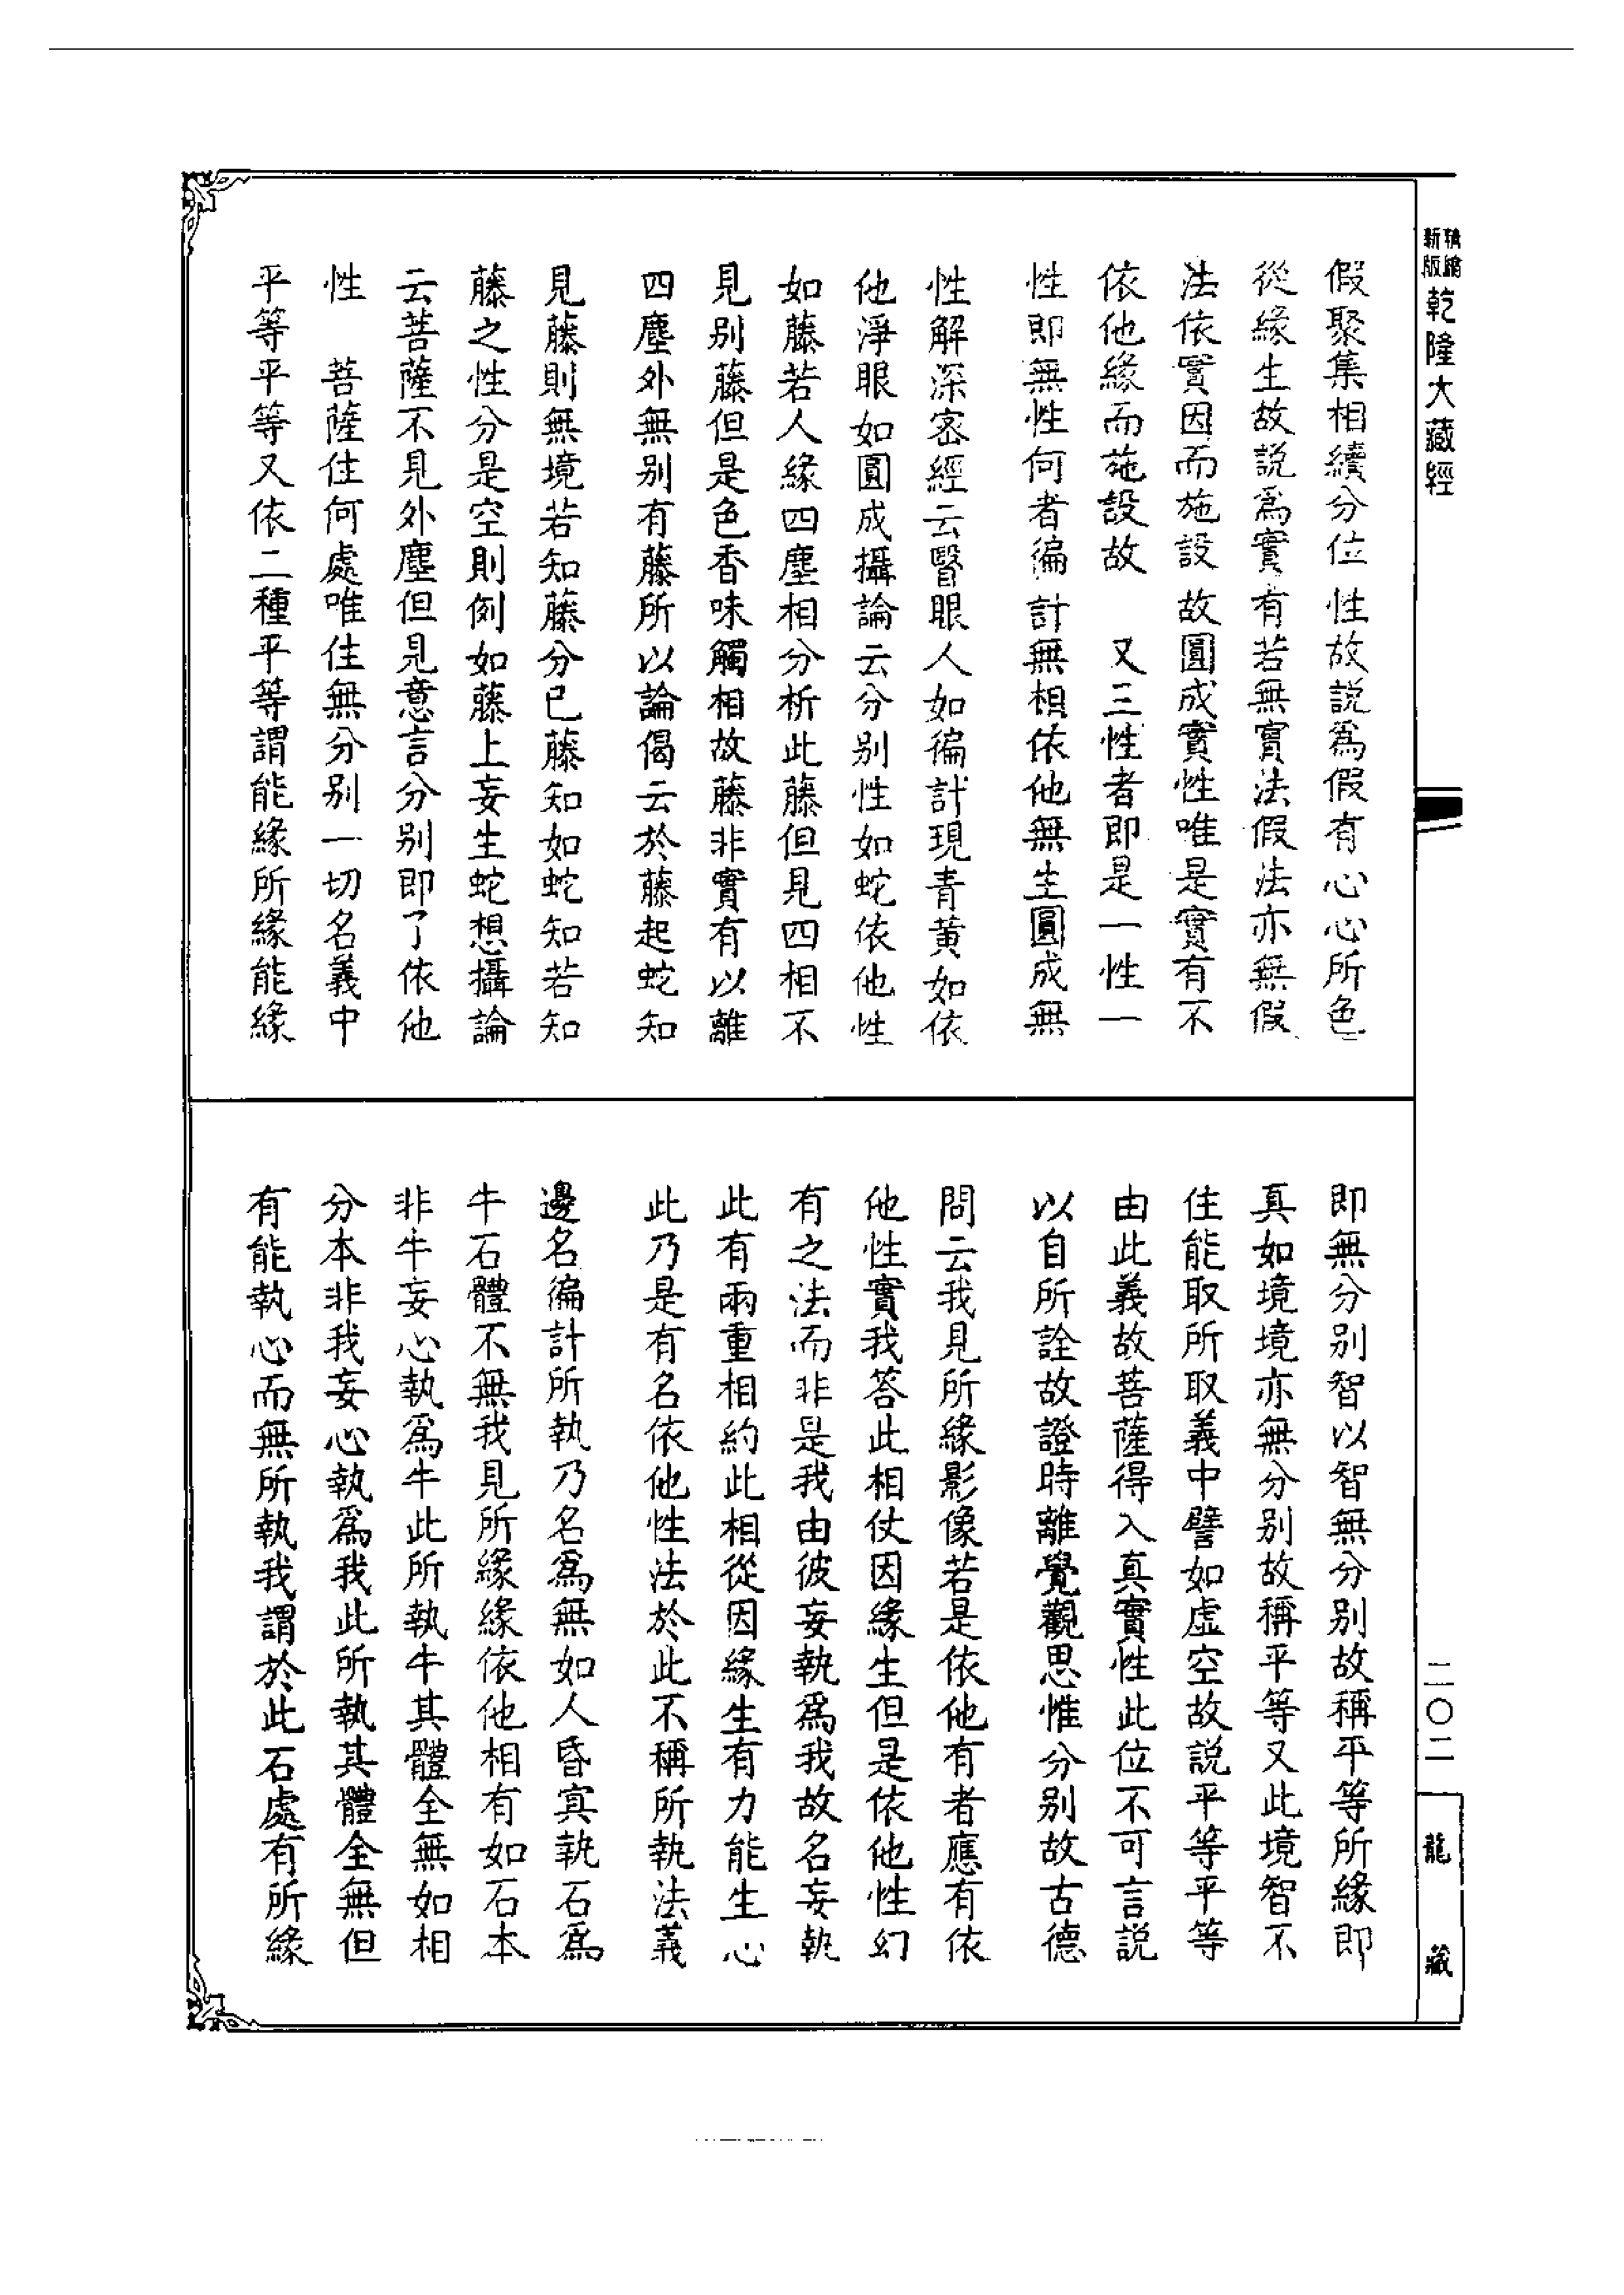 新編
縮版
乾隆大藏經
假聚集相續分位性故説爲假有心心所色
從緣生故説爲實有若無實法假法亦無假
法依實因而施設故圓成實性唯是實有不
依他緣而施設故　又三性者即是一性一
性即無性何者徧計無相依他無生圓成無
性解深密經云瞖眼人如徧計現青黃如依
他淨眼如圓成攝論云分别性如蛇依他性
如藤若人緣四塵相分析此藤但見四相不
見别藤但是色香味觸相故藤非實有以離
四塵外無别有藤所以論偈云於藤起蛇知
見藤則無境若知藤分已藤知如蛇知若知
藤之性分是空則例如藤上妄生蛇想攝論
云菩薩不見外塵但見意言分别即了依他
性　菩薩住何處唯住無分别一切名義中
平等平等又依二種平等謂能緣所緣能緣
即無分别智以智無分别故稱平等所緣即
真如境境亦無分别故稱平等又此境智不
住能取所取義中譬如虛空故説平等平等
由此義故菩薩得入真實性此位不可言説
以自所詮故證時離覺觀思惟分别故古德
問云我見所緣影像若是依他有者應有依
他性實我答此相仗因緣生但是依他性幻
有之法而非是我由彼妄執爲我故名妄執
此有兩重相約此相從因緣生有力能生心
此乃是有名依他性法於此不稱所執法義
邊名徧計所執乃名爲無如人昏㝠執石爲
牛石體不無我見所緣緣依他相有如石本
非牛妄心執爲牛此所執牛其體全無如相
分本非我妄心執爲我此所執其體全無但
有能執心而無所執我謂於此石處有所緣
二〇二
龍藏